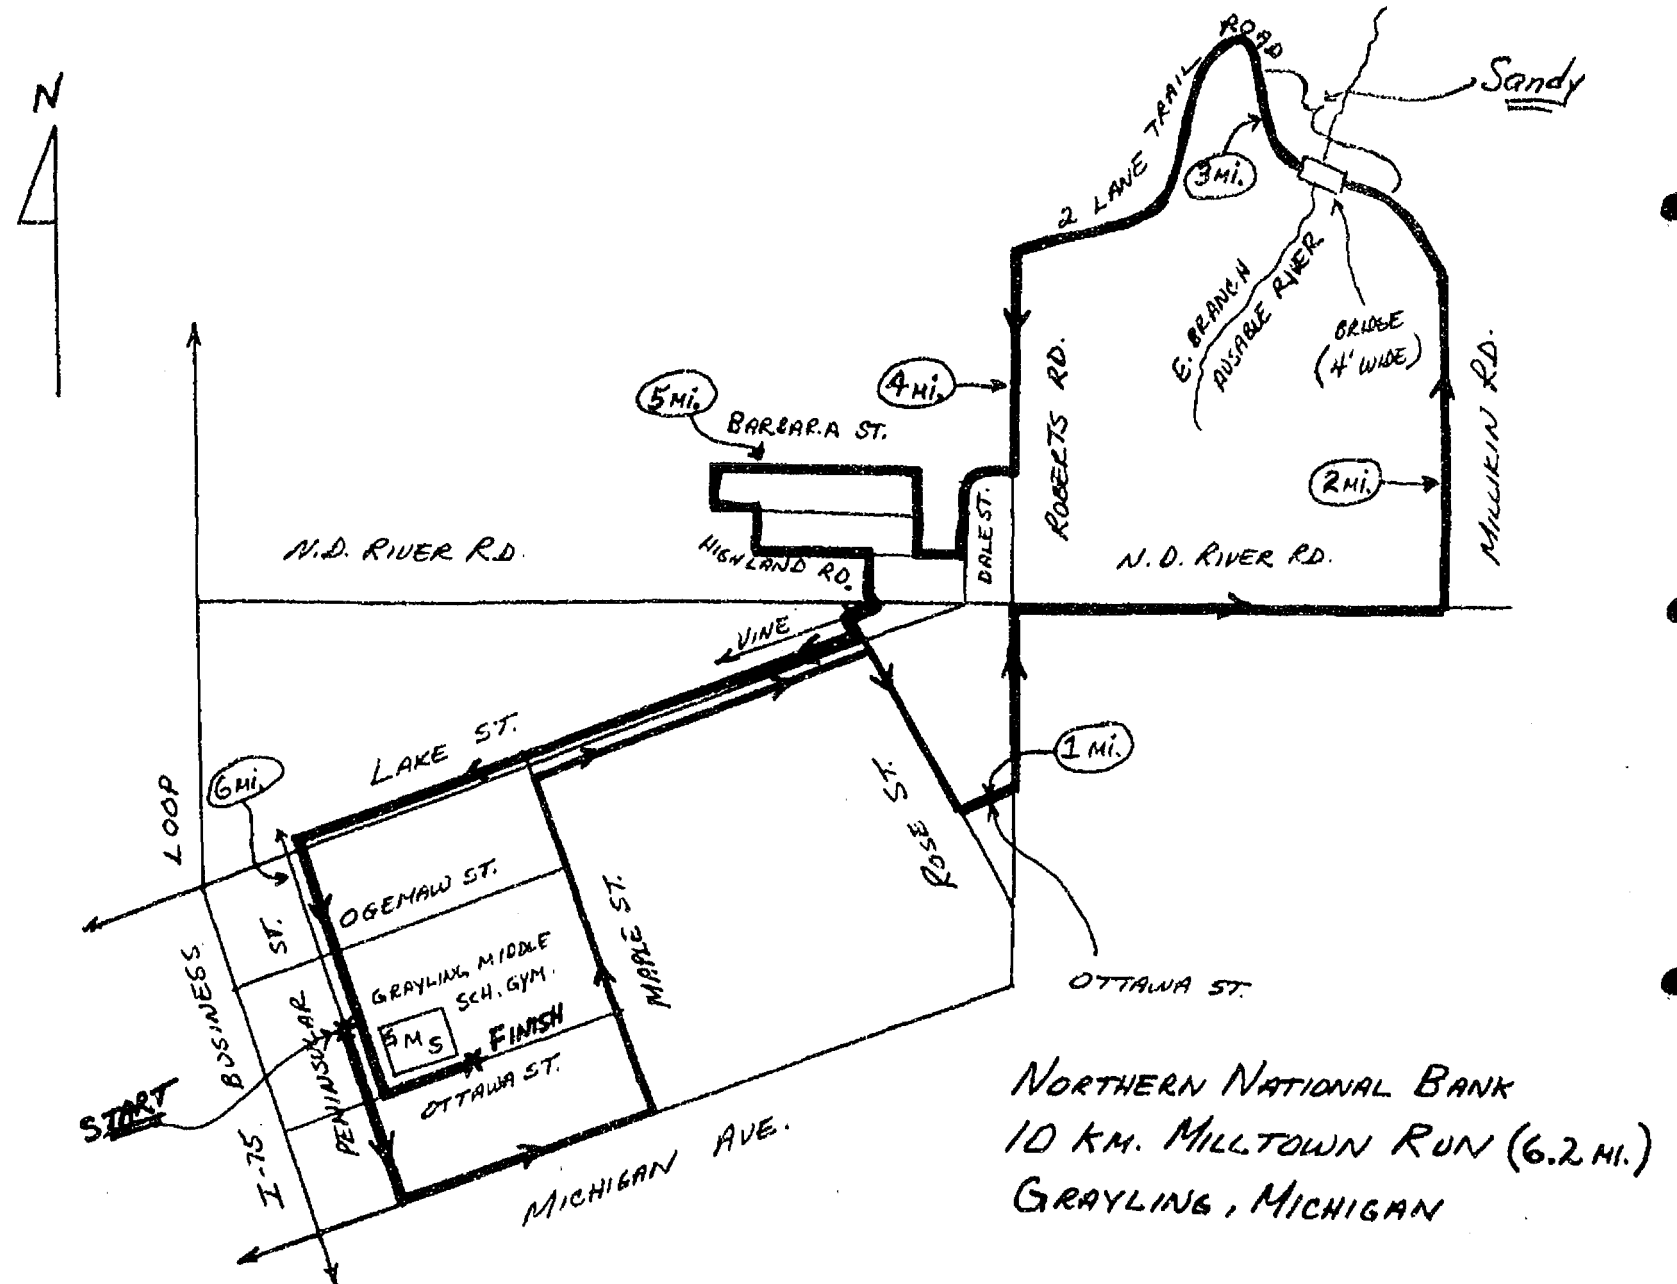 N
ROAD
Sandy
2 LANE TRAIL
3 MI.
E. BRANCH
AUSABLE RIVER
BRIDGE
(4' WIDE)
MILLIKIN RD.
4 MI.
ROBERTS RD.
5 MI.
BARBARA ST.
2 MI.
DALE ST.
HIGHLAND RD.
N.D. RIVER RD.
N.D. RIVER RD.
VINE
LAKE ST.
1 MI.
6 MI.
LOOP
ROSE ST.
OGEMAW ST.
ST.
MAPLE ST.
GRAYLING MIDDLE
SCH. GYM.
OTTAWA ST.
BUSINESS
PENINSULAR
GMS
FINISH
OTTAWA ST.
START
I-75
MICHIGAN AVE.
NORTHERN NATIONAL BANK
10 KM. MILLTOWN RUN (6.2 MI.)
GRAYLING, MICHIGAN